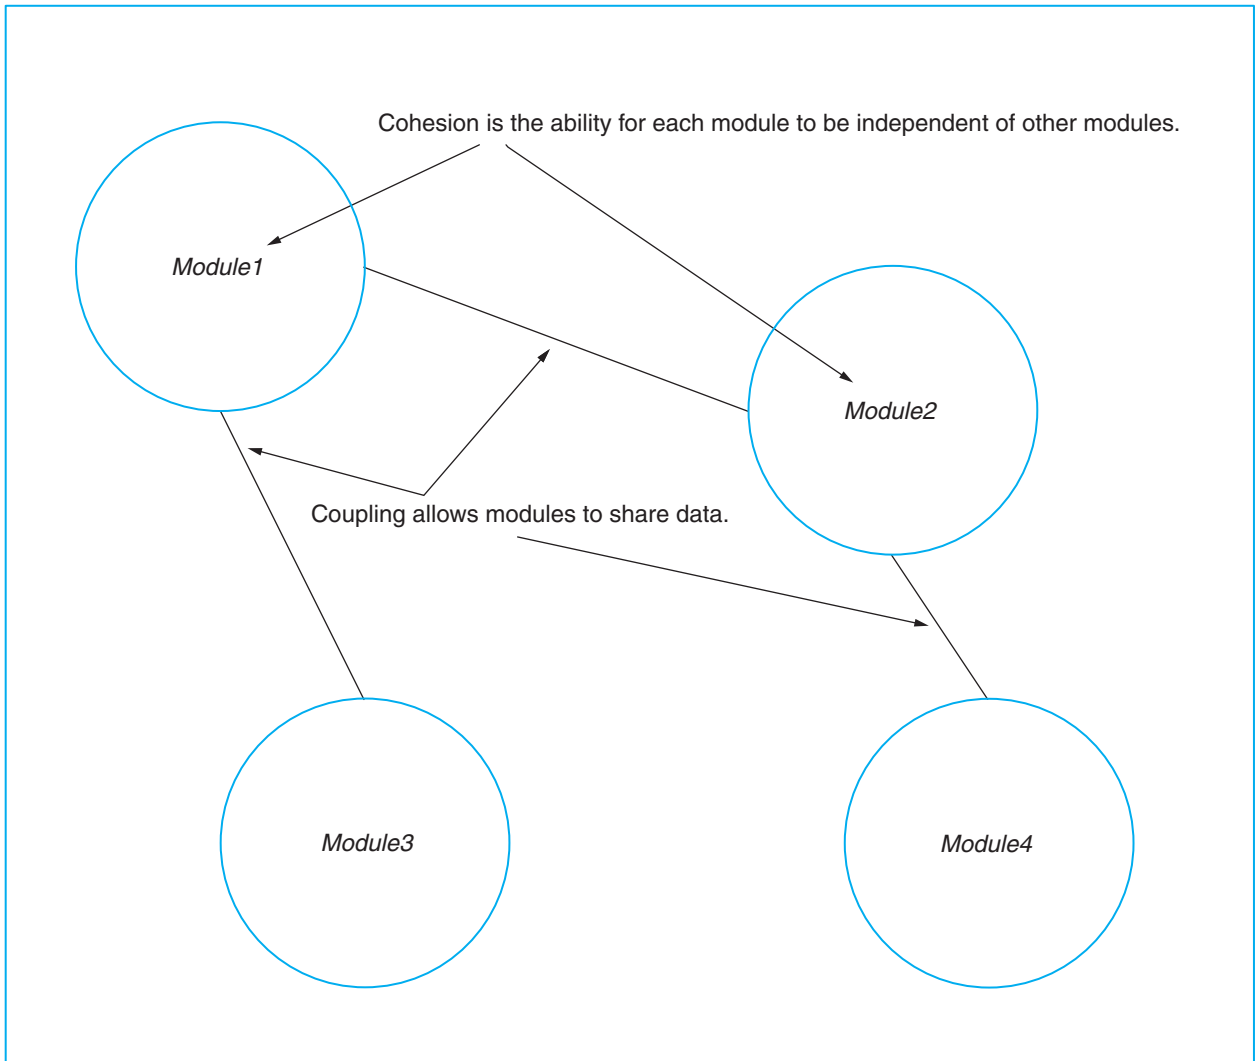 Cohesion is the ability for each module to be independent of other modules.
Module1
Module2
Coupling allows modules to share data.
Module3
Module4